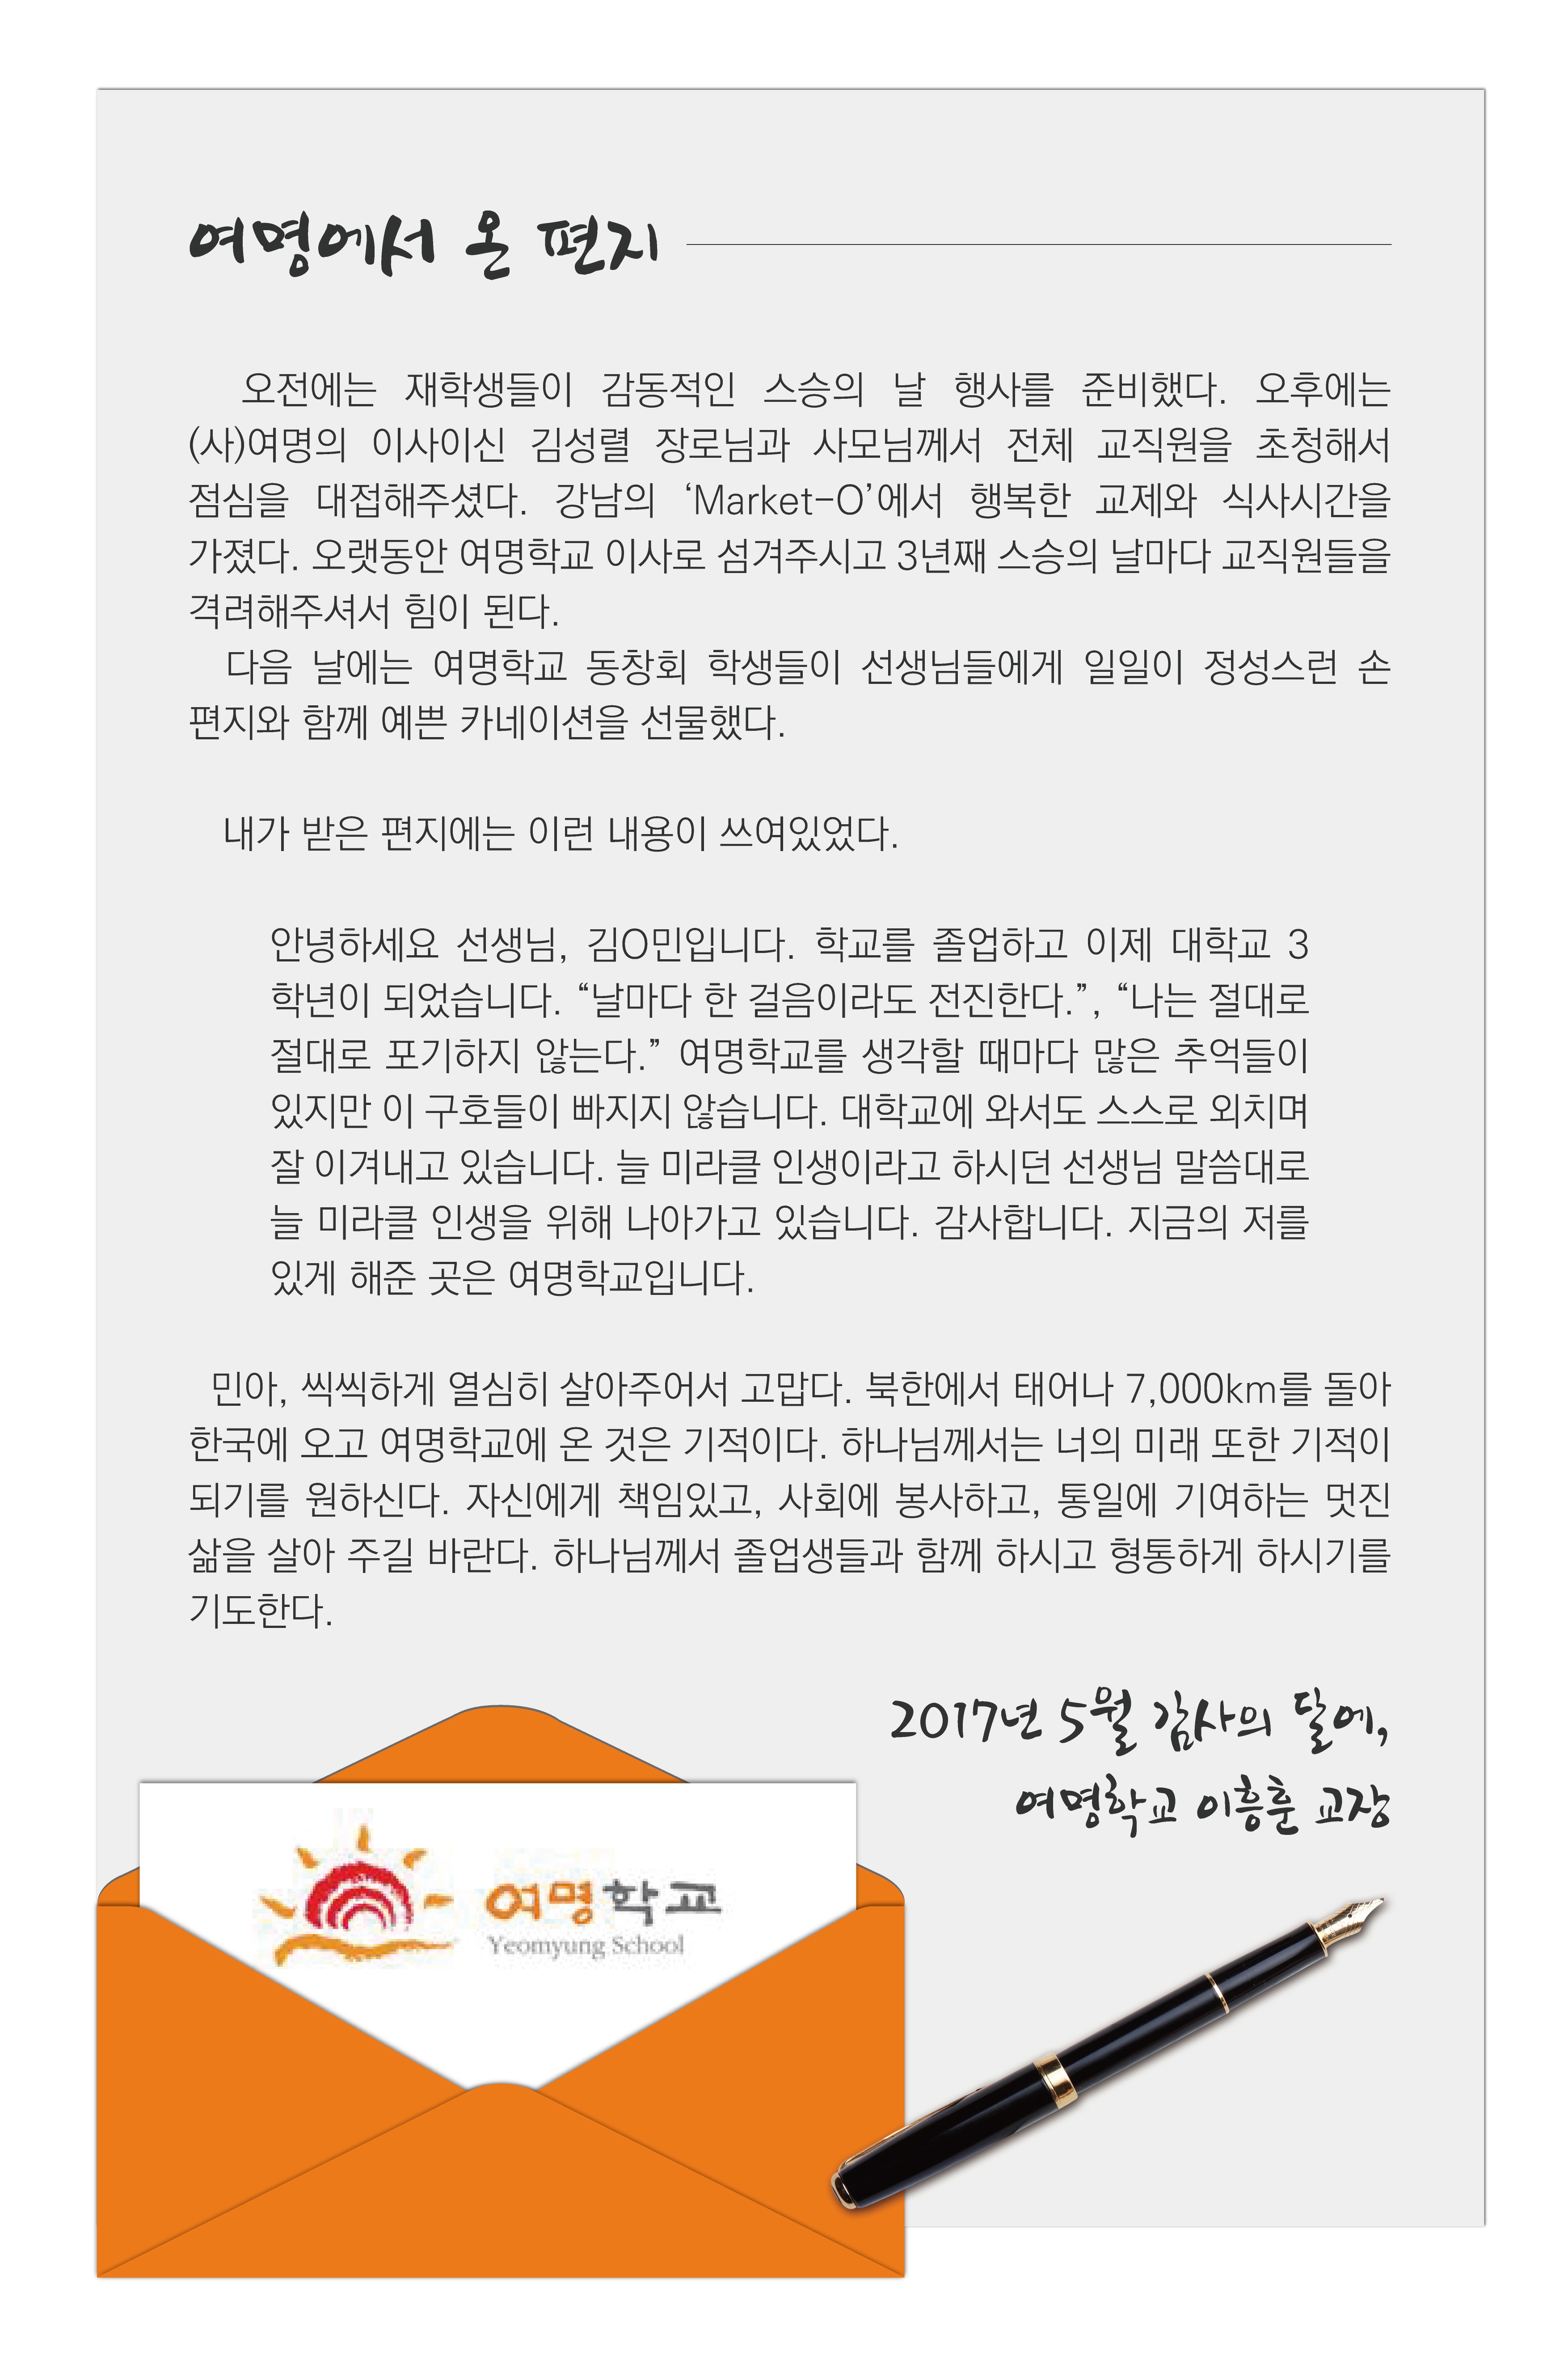 여명에서 온 편지
오전에는 재학생들이 감동적인 스승의 날 행사를 준비했다. 오후에는
(사)여명의 이사이신 김성렬 장로님과 사모님께서 전체 교직원을 초청해서
점심을 대접해주셨다. 강남의 ‘Market-O’에서 행복한 교제와 식사시간을
가졌다. 오랫동안 여명학교 이사로 섬겨주시고 3년째 스승의 날마다 교직원들을
격려해주셔서 힘이 된다.
다음 날에는 여명학교 동창회 학생들이 선생님들에게 일일이 정성스런 손
편지와 함께 예쁜 카네이션을 선물했다.
내가 받은 편지에는 이런 내용이 쓰여있었다.
안녕하세요 선생님, 김O민입니다. 학교를 졸업하고 이제 대학교 3
학년이 되었습니다. “날마다 한 걸음이라도 전진한다.”, “나는 절대로
절대로 포기하지 않는다.” 여명학교를 생각할 때마다 많은 추억들이
있지만 이 구호들이 빠지지 않습니다. 대학교에 와서도 스스로 외치며
잘 이겨내고 있습니다. 늘 미라클 인생이라고 하시던 선생님 말씀대로
늘 미라클 인생을 위해 나아가고 있습니다. 감사합니다. 지금의 저를
있게 해준 곳은 여명학교입니다.
민아, 씩씩하게 열심히 살아주어서 고맙다. 북한에서 태어나 7,000km를 돌아
한국에 오고 여명학교에 온 것은 기적이다. 하나님께서는 너의 미래 또한 기적이
되기를 원하신다. 자신에게 책임있고, 사회에 봉사하고, 통일에 기여하는 멋진
삶을 살아 주길 바란다. 하나님께서 졸업생들과 함께 하시고 형통하게 하시기를
기도한다.
2017년 5월 감사의 달에,
여명학교 이흥훈 교장
여명학교
Yeomyung School